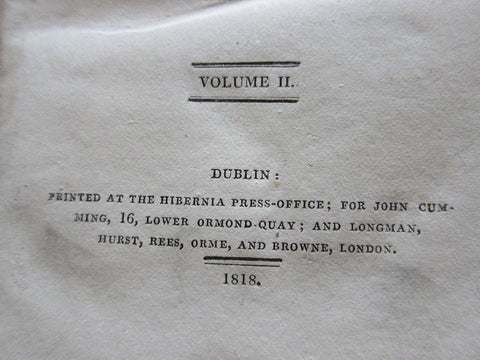 VOLUME II.
DUBLIN:
PRINTED AT THE HIBERNIA PRESS-OFFICE; FOR JOHN CUM-
MING, 16, LOWER ORMOND-QUAY; AND LONGMAN,
HURST, REES, ORME, AND BROWNE, LONDON.
1818.